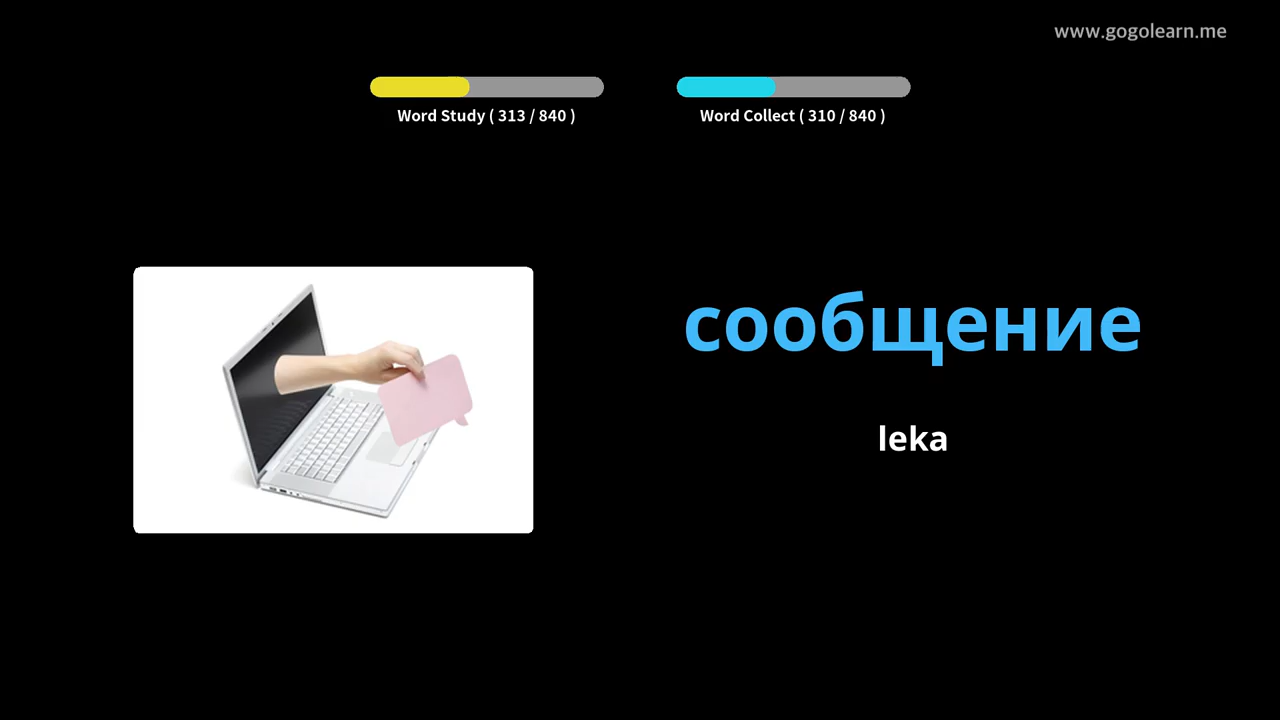 www.gogolearn.me
Word Study ( 313 / 840 )
Word Collect ( 310 / 840 )
сообщение
leka